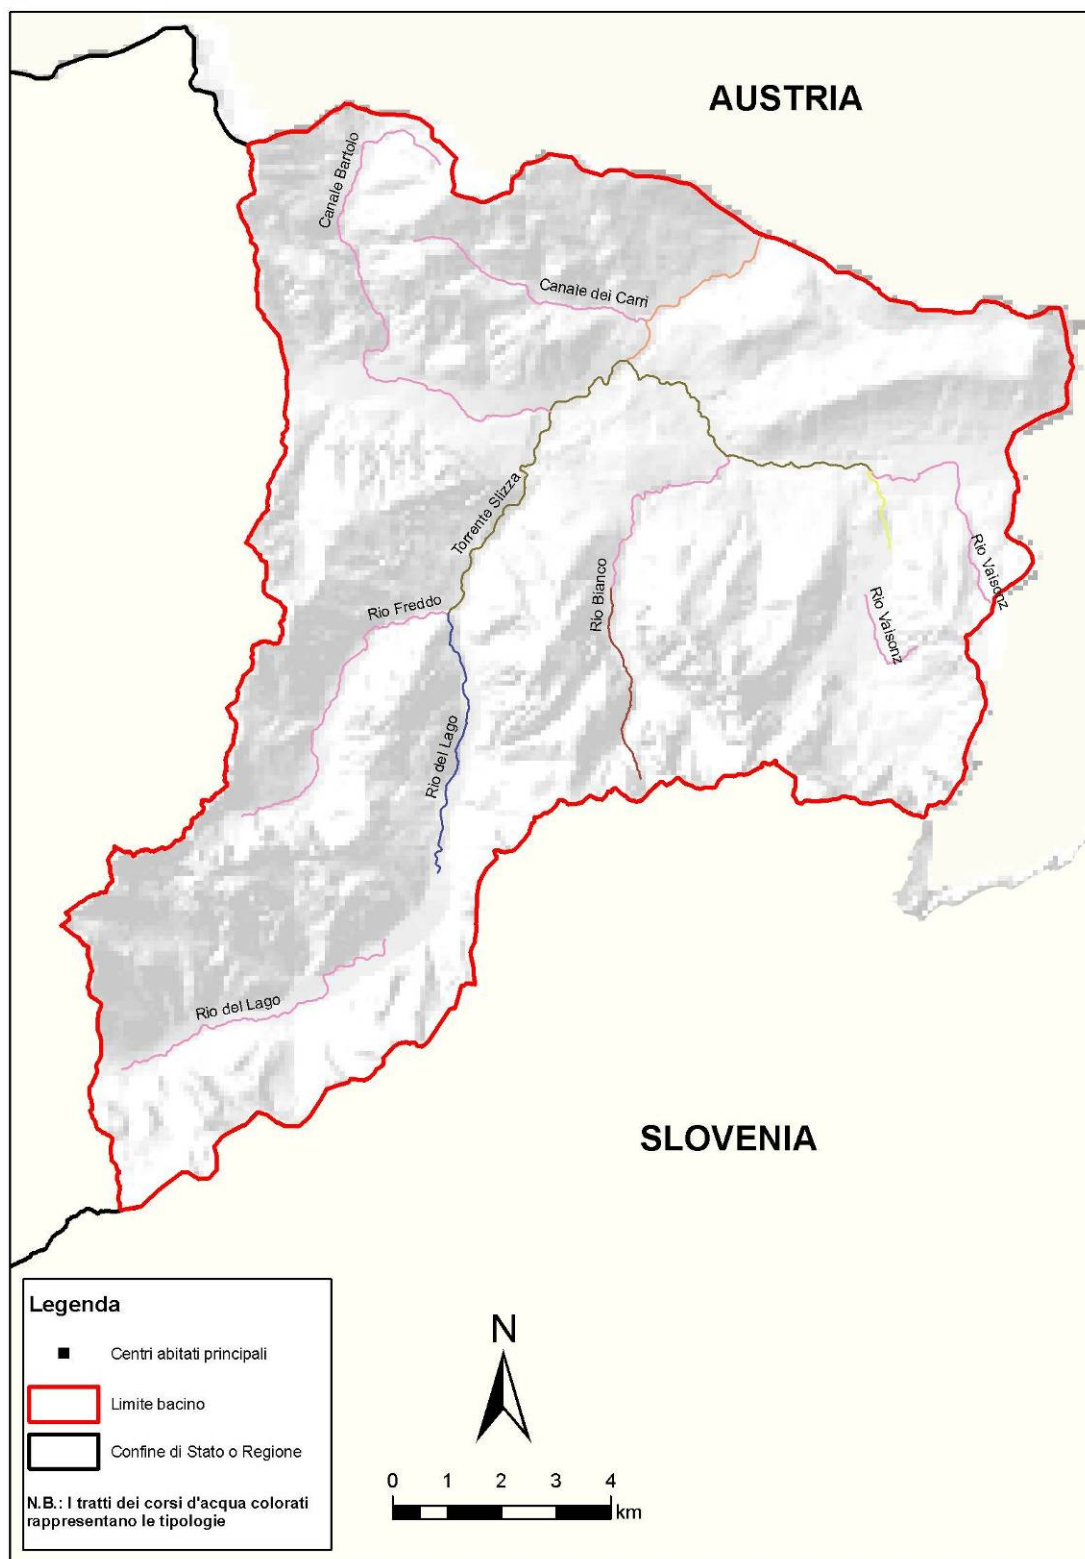 AUSTRIA
Canale Bartolo
Canale dei Carri
Torrente Slizza
Rio Freddo
Rio Bianco
Rio Vaisonz
Rio Vaisonz
Rio del Lago
Rio del Lago
SLOVENIA
Legenda
Centri abitati principali
Limite bacino
Confine di Stato o Regione
N.B.: I tratti dei corsi d'acqua colorati
rappresentano le tipologie
N
0 1 2 3 4
km